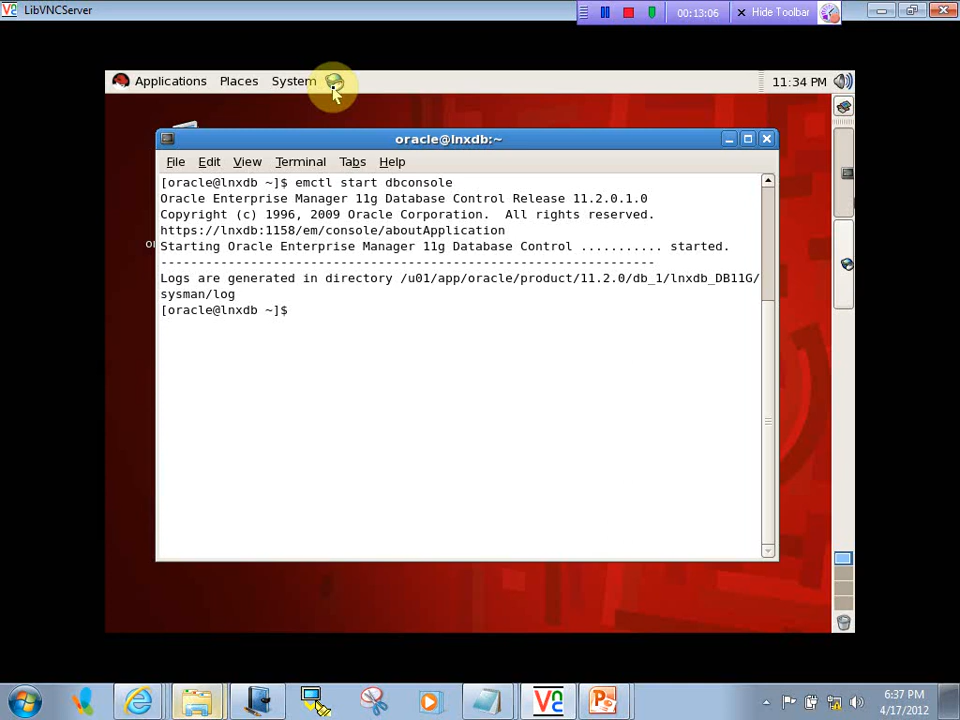 LibVNCServer
00:13:06
Hide Toolbar
Applications Places System
11:34 PM
oracle@lnxdb:~
File Edit View Terminal Tabs Help
[oracle@lnxdb ~]$ emctl start dbconsole
Oracle Enterprise Manager 11g Database Control Release 11.2.0.1.0
Copyright (c) 1996, 2009 Oracle Corporation.  All rights reserved.
https://lnxdb:1158/em/console/aboutApplication
Starting Oracle Enterprise Manager 11g Database Control ........... started.
------------------------------------------------------------------
Logs are generated in directory /u01/app/oracle/product/11.2.0/db_1/lnxdb_DB11G/
sysman/log
[oracle@lnxdb ~]$
6:37 PM
4/17/2012